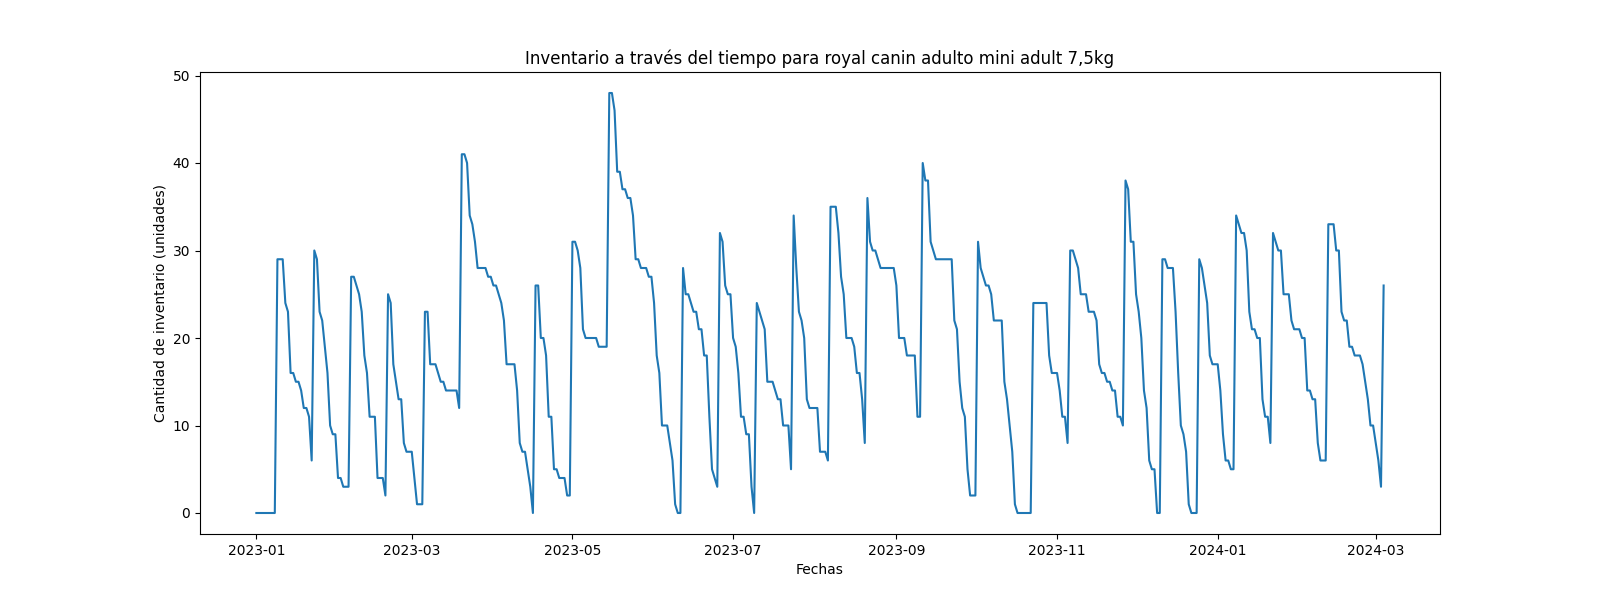 Inventario a través del tiempo para royal canin adulto mini adult 7,5kg
Cantidad de inventario (unidades)
50
40
30
20
10
0
2023-01 2023-03 2023-05 2023-07 2023-09 2023-11 2024-01 2024-03
Fechas